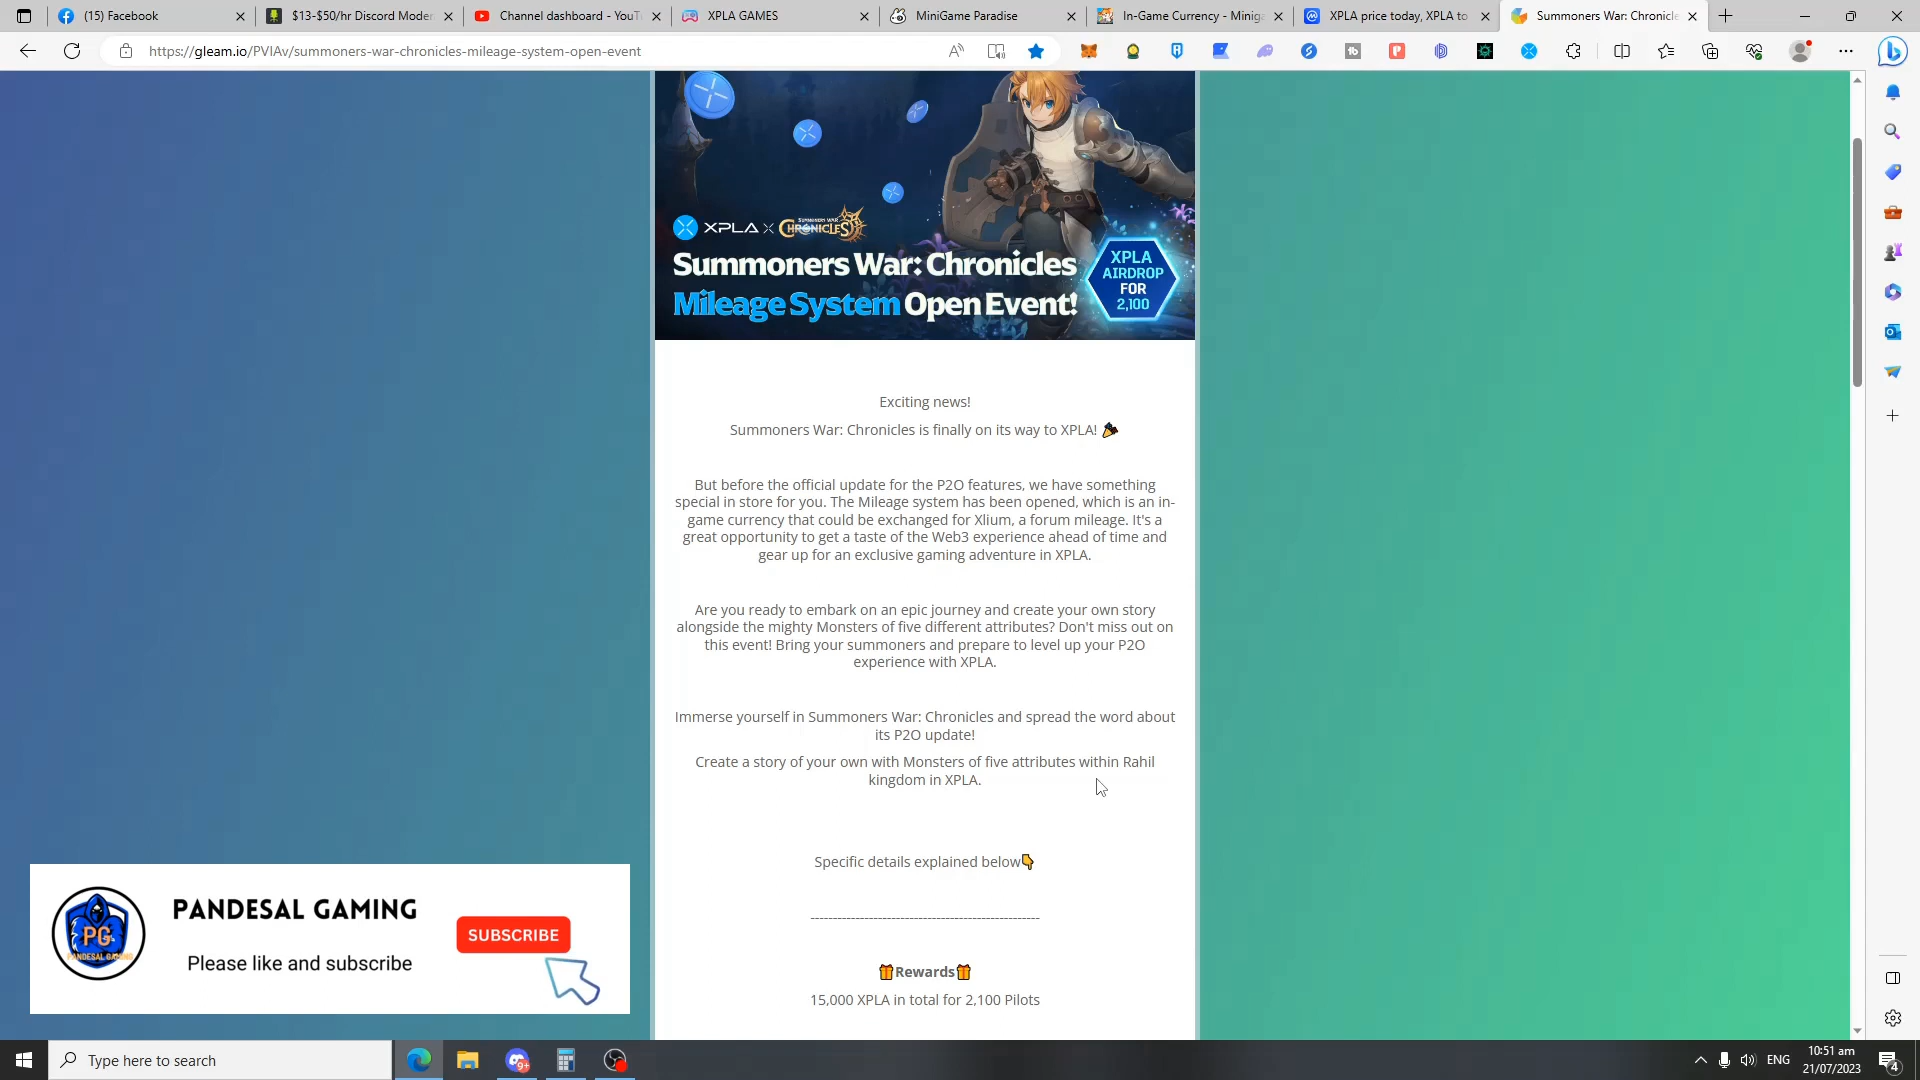 (15) Facebook
$13-$50/hr Discord Moder
Channel dashboard - YouT
XPLA GAMES
MiniGame Paradise
In-Game Currency - Minig
XPLA price today, XPLA to
Summoners War: Chronicle
https://gleam.io/PVIAv/summoners-war-chronicles-mileage-system-open-event
XPLA x SUMMONERS WAR CHRONICLES
Summoners War: Chronicles
Mileage System Open Event!
XPLA
AIRDROP
FOR
2,100
Exciting news!
Summoners War: Chronicles is finally on its way to XPLA!
But before the official update for the P2O features, we have something
special in store for you. The Mileage system has been opened, which is an in-
game currency that could be exchanged for Xlium, a forum mileage. It's a
great opportunity to get a taste of the Web3 experience ahead of time and
gear up for an exclusive gaming adventure in XPLA.
Are you ready to embark on an epic journey and create your own story
alongside the mighty Monsters of five different attributes? Don't miss out on
this event! Bring your summoners and prepare to level up your P2O
experience with XPLA.
Immerse yourself in Summoners War: Chronicles and spread the word about
its P2O update!
Create a story of your own with Monsters of five attributes within Rahil
kingdom in XPLA.
Specific details explained below👇
--------------------------------------------------
🎁Rewards🎁
15,000 XPLA in total for 2,100 Pilots
PG
PANDESAL GAMING
PANDESAL GAMING
Please like and subscribe
SUBSCRIBE
Type here to search
9+
ENG
10:51 am
21/07/2023
4